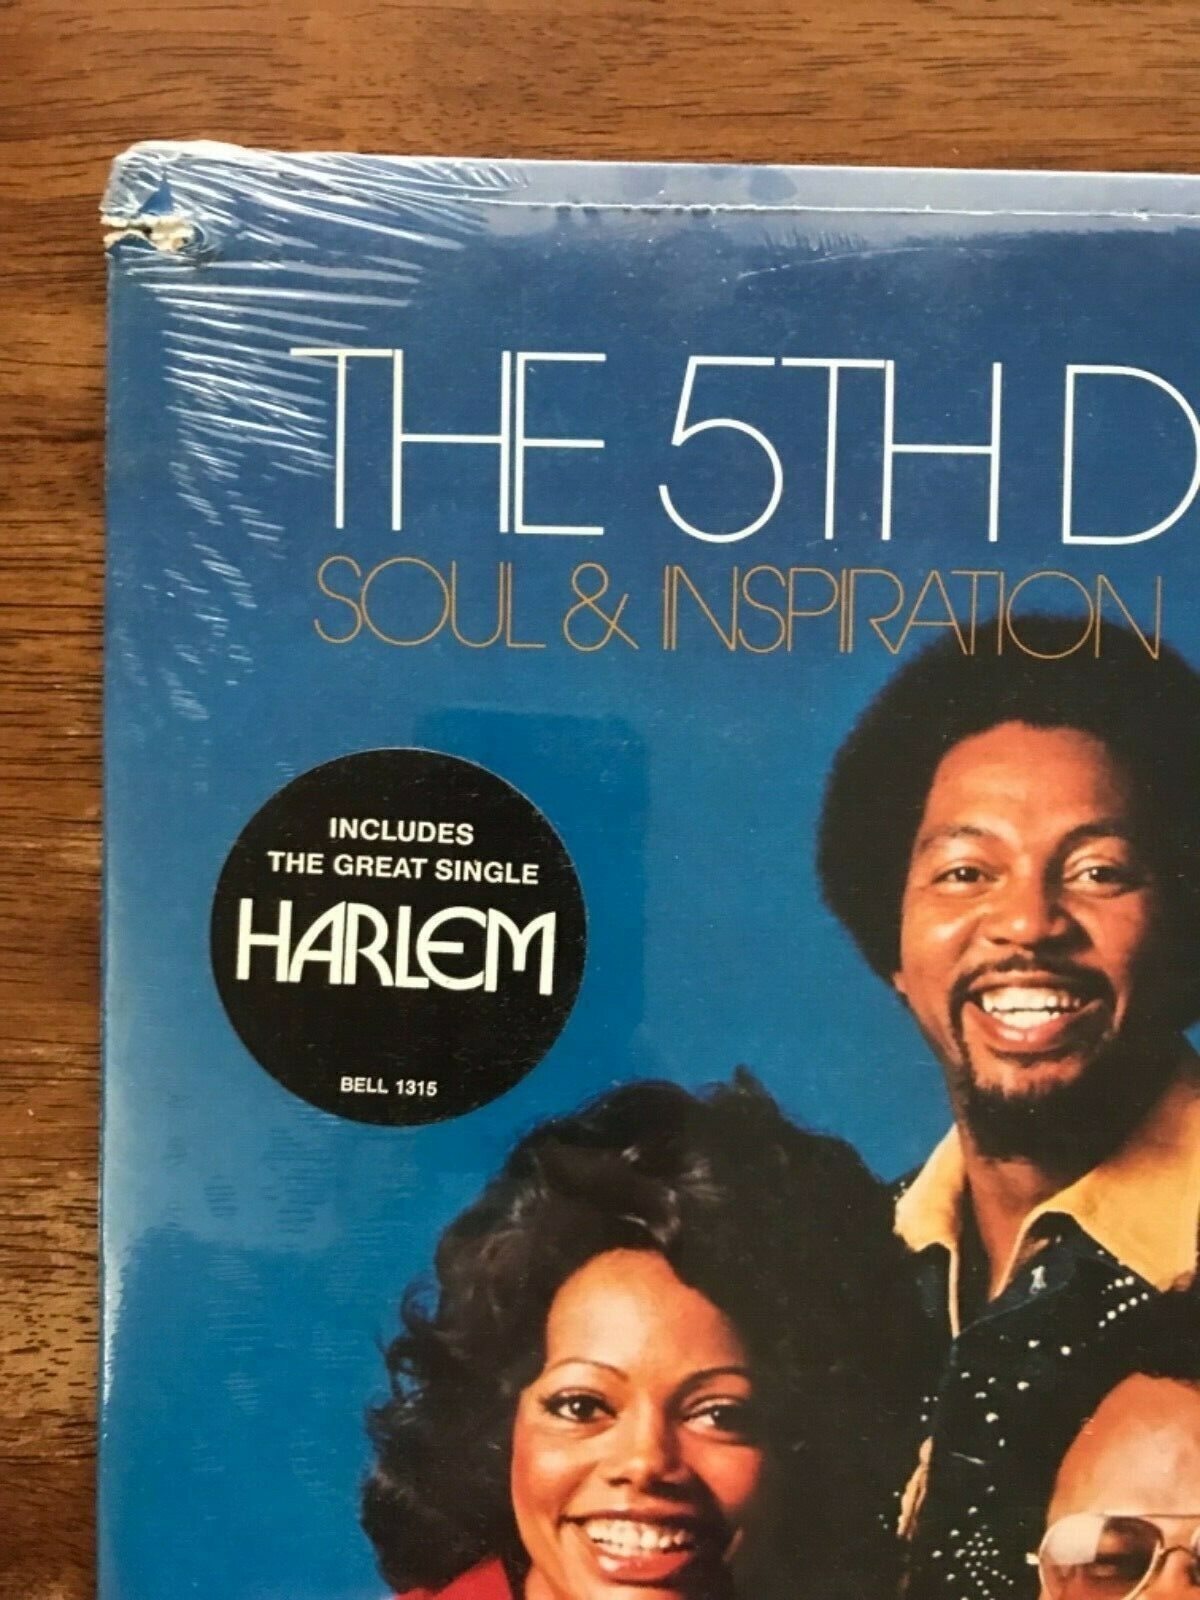 THE 5TH D
SOUL & INSPIRATION
INCLUDES
THE GREAT SINGLE
HARLEM
BELL 1315